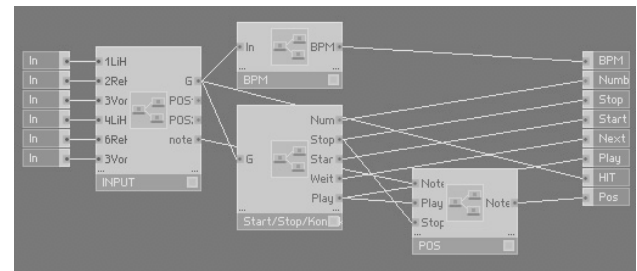 In
In
In
In
In
In
1LiH
2Reh
3Vor
4LiH
6Reh
3Vor
G
POS
POS
note
...
...
INPUT
In
BPM
...
...
BPM
G
Num
Stop
Star
Weit
Play
...
...
Start/Stop/Kon
Note
Play
Stop
Note
...
...
POS
BPM
Numb
Stop
Start
Next
Play
HIT
Pos